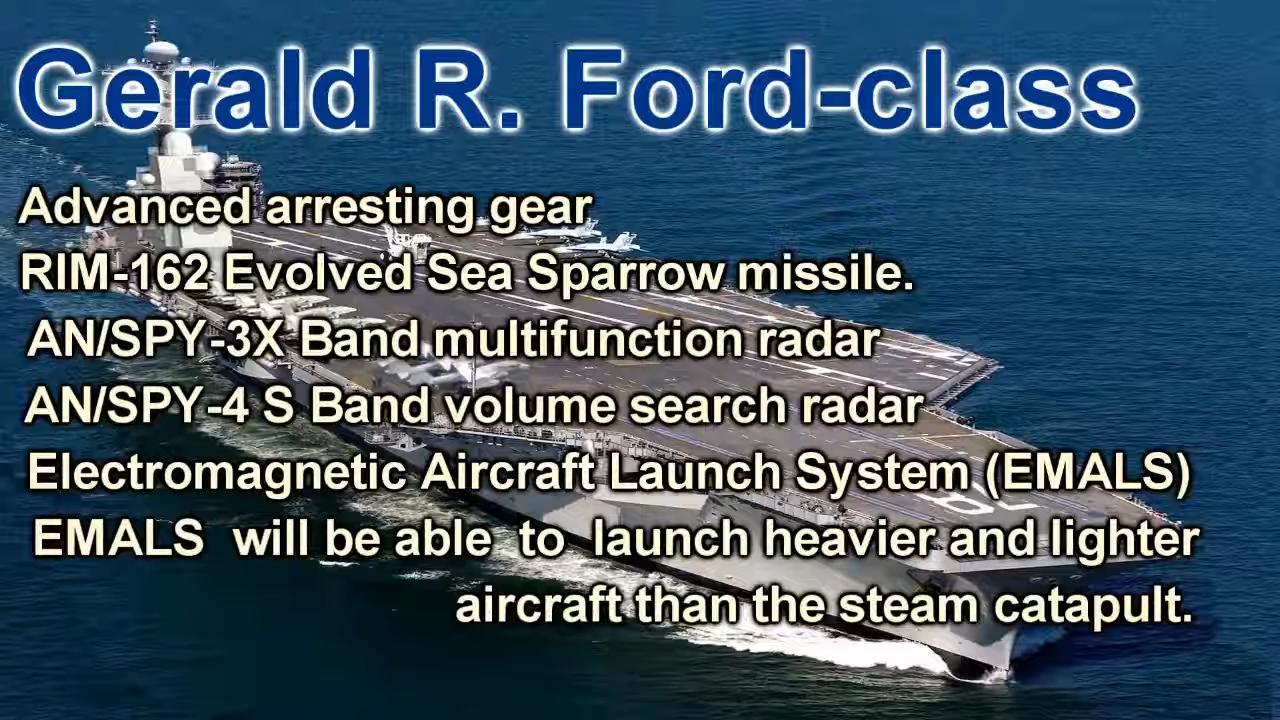 Gerald R. Ford-class
Advanced arresting gear
RIM-162 Evolved Sea Sparrow missile.
AN/SPY-3X Band multifunction radar
AN/SPY-4 S Band volume search radar
Electromagnetic Aircraft Launch System (EMALS)
EMALS will be able to launch heavier and lighter
aircraft than the steam catapult.
78